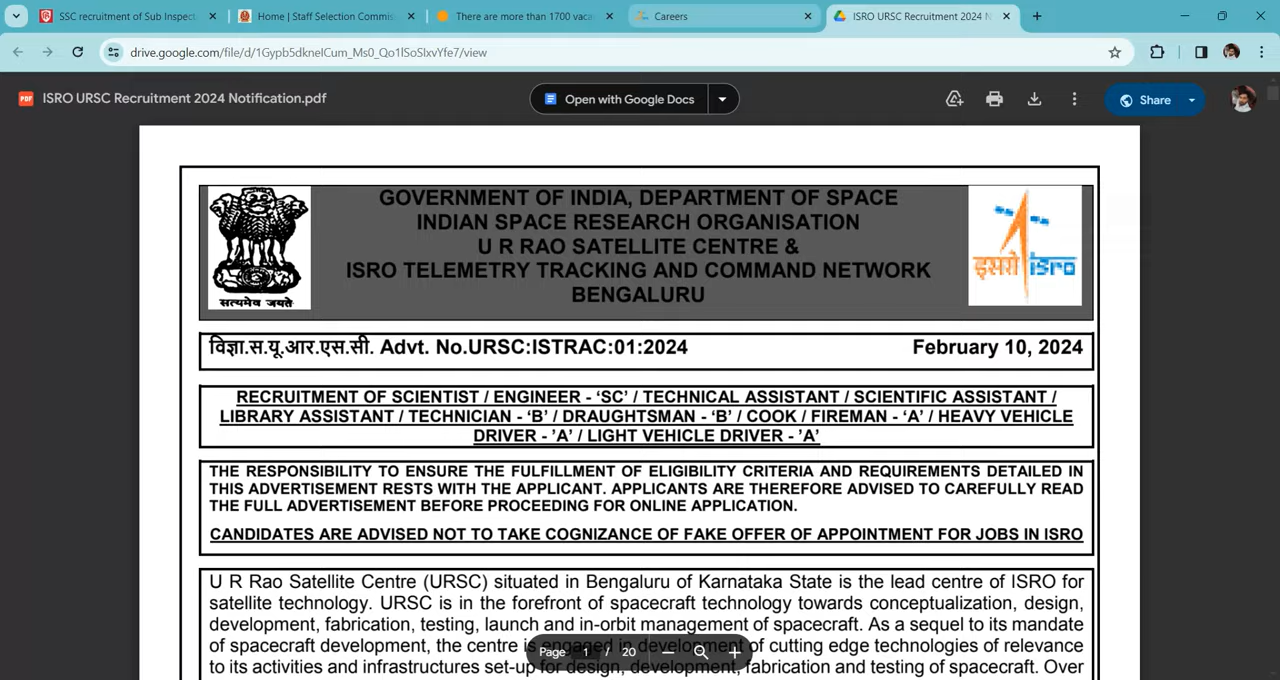 SSC recruitment of Sub Inspect
Home | Staff Selection Commis
There are more than 1700 vaca
Careers
ISRO URSC Recruitment 2024 N
drive.google.com/file/d/1Gypb5dkneICum_Ms0_Qo1lSoSlxvYfe7/view
PDF
ISRO URSC Recruitment 2024 Notification.pdf
Open with Google Docs
Share
GOVERNMENT OF INDIA, DEPARTMENT OF SPACE
INDIAN SPACE RESEARCH ORGANISATION
U R RAO SATELLITE CENTRE &
ISRO TELEMETRY TRACKING AND COMMAND NETWORK
BENGALURU
सत्यमेव जयते
इसरो isro
विज्ञा.स.यू.आर.एस.सी. Advt. No.URSC:ISTRAC:01:2024 February 10, 2024
RECRUITMENT OF SCIENTIST / ENGINEER - ‘SC’ / TECHNICAL ASSISTANT / SCIENTIFIC ASSISTANT /
LIBRARY ASSISTANT / TECHNICIAN - ‘B’ / DRAUGHTSMAN - ‘B’ / COOK / FIREMAN - ‘A’ / HEAVY VEHICLE
DRIVER - ’A’ / LIGHT VEHICLE DRIVER - ’A’
THE RESPONSIBILITY TO ENSURE THE FULFILLMENT OF ELIGIBILITY CRITERIA AND REQUIREMENTS DETAILED IN
THIS ADVERTISEMENT RESTS WITH THE APPLICANT. APPLICANTS ARE THEREFORE ADVISED TO CAREFULLY READ
THE FULL ADVERTISEMENT BEFORE PROCEEDING FOR ONLINE APPLICATION.
CANDIDATES ARE ADVISED NOT TO TAKE COGNIZANCE OF FAKE OFFER OF APPOINTMENT FOR JOBS IN ISRO
U R Rao Satellite Centre (URSC) situated in Bengaluru of Karnataka State is the lead centre of ISRO for
satellite technology. URSC is in the forefront of spacecraft technology towards conceptualization, design,
development, fabrication, testing, launch and in-orbit management of spacecraft. As a sequel to its mandate
of spacecraft development, the centre is engaged in development of cutting edge technologies of relevance
to its activities and infrastructures set-up for design, development, fabrication and testing of spacecraft. Over
Page 1 / 20